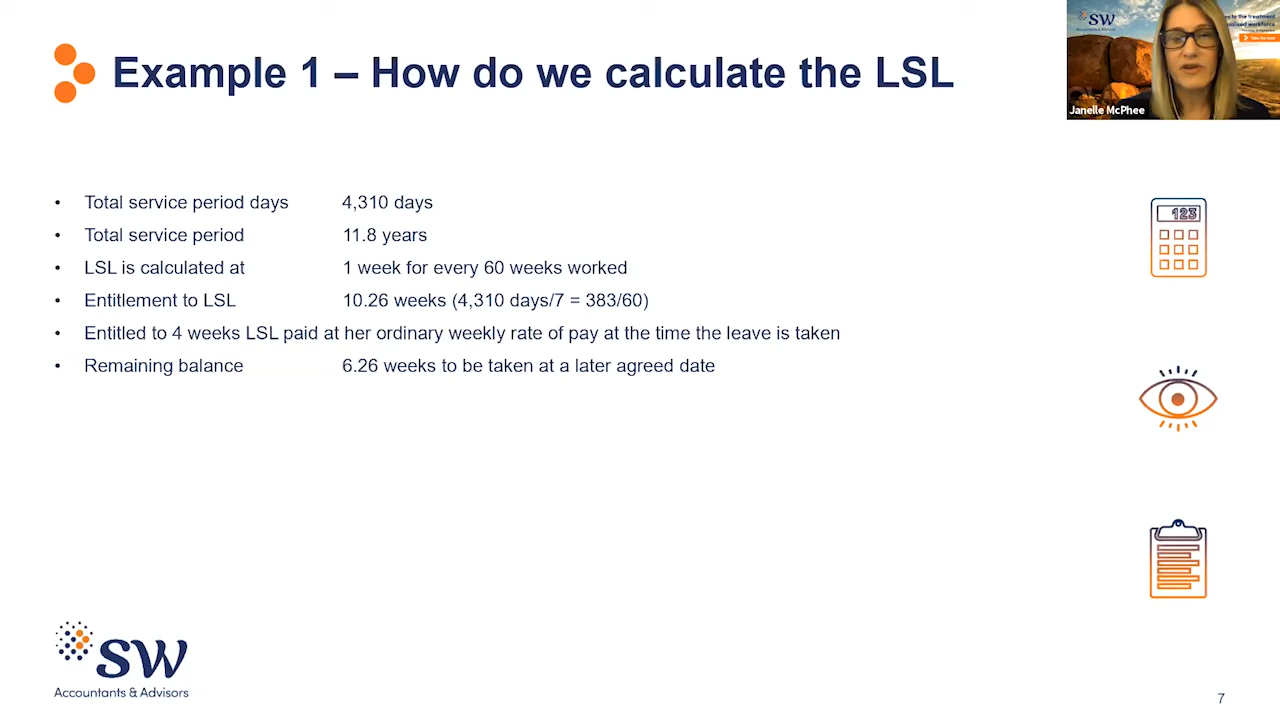 Example 1 – How do we calculate the LSL
SW
s to the treatment
Janelle McPhee
• Total service period days 4,310 days
• Total service period 11.8 years
• LSL is calculated at 1 week for every 60 weeks worked
• Entitlement to LSL 10.26 weeks (4,310 days/7 = 383/60)
• Entitled to 4 weeks LSL paid at her ordinary weekly rate of pay at the time the leave is taken
• Remaining balance 6.26 weeks to be taken at a later agreed date
123
SW
Accountants & Advisors
7